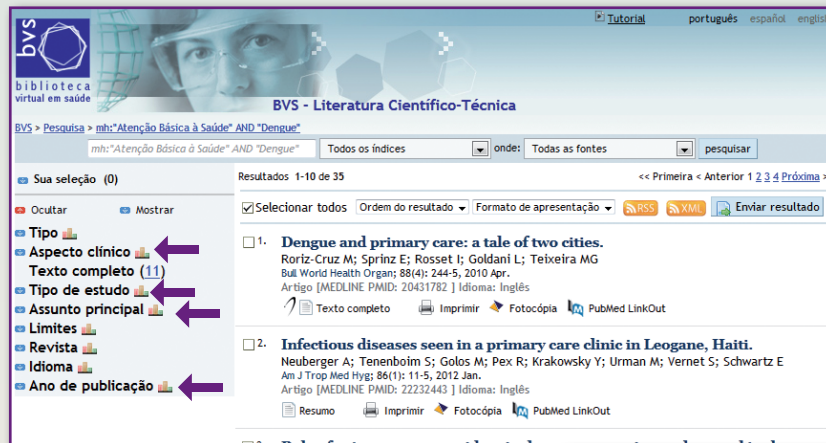 Tutorial português español english
bvs
biblioteca
virtual em saúde
BVS - Literatura Científico-Técnica
BVS > Pesquisa > mh:"Atenção Básica à Saúde" AND "Dengue"
mh:"Atenção Básica à Saúde" AND "Dengue" Todos os índices onde: Todas as fontes pesquisar
Sua seleção (0)
Ocultar Mostrar
Tipo
Aspecto clínico
Texto completo (11)
Tipo de estudo
Assunto principal
Limites
Revista
Idioma
Ano de publicação
Resultados 1-10 de 35 << Primeira < Anterior 1 2 3 4 Próxima >
Selecionar todos Ordem do resultado Formato de apresentação RSS XML Enviar resultado
1. Dengue and primary care: a tale of two cities.
Roriz-Cruz M; Sprinz E; Rosset I; Goldani L; Teixeira MG
Bull World Health Organ; 88(4): 244-5, 2010 Apr.
Artigo [MEDLINE PMID: 20431782 ] Idioma: Inglês
Texto completo Imprimir Fotocópia PubMed LinkOut
2. Infectious diseases seen in a primary care clinic in Leogane, Haiti.
Neuberger A; Tenenboim S; Golos M; Pex R; Krakowsky Y; Urman M; Vernet S; Schwartz E
Am J Trop Med Hyg; 86(1): 11-5, 2012 Jan.
Artigo [MEDLINE PMID: 22232443 ] Idioma: Inglês
Resumo Imprimir Fotocópia PubMed LinkOut